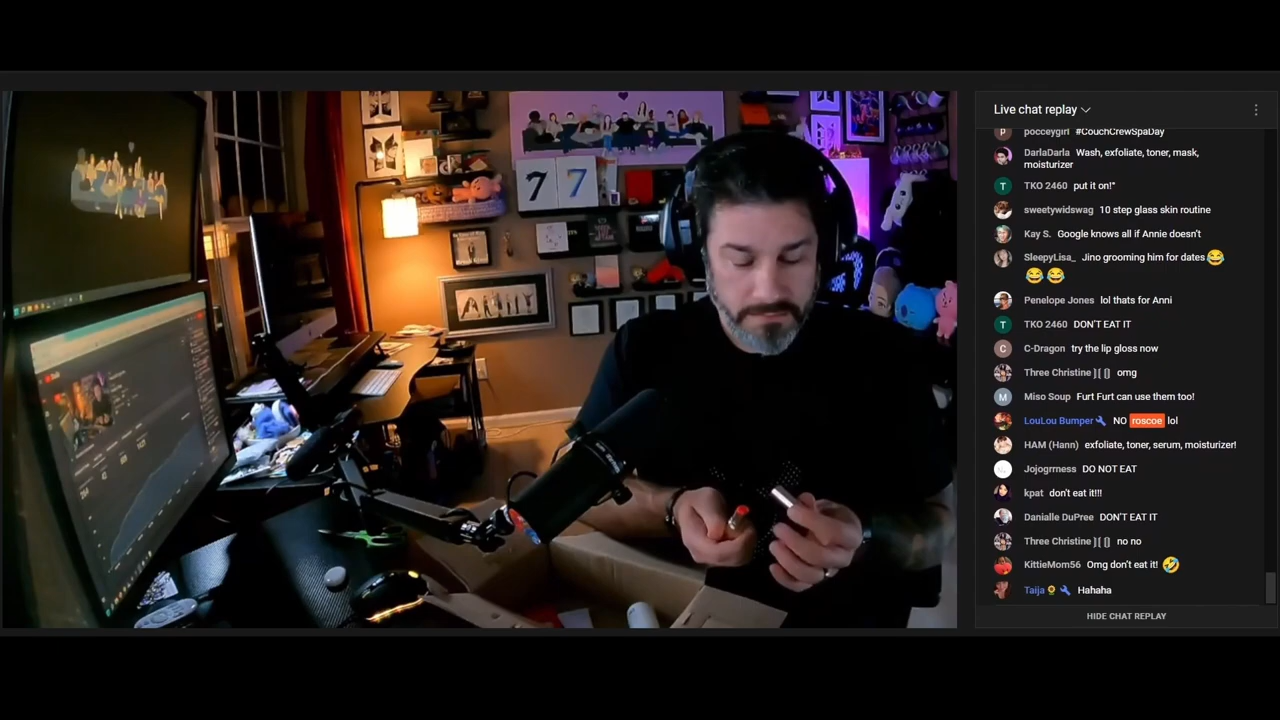 7 7
ARMY
Live chat replay
P pocceygirl #CouchCrewSpaDay
DarlaDarla Wash, exfoliate, toner, mask,
moisturizer
T TKO 2460 put it on!*
sweetywidswag 10 step glass skin routine
Kay S. Google knows all if Annie doesn't
SleepyLisa_ Jino grooming him for dates 😂
😂 😂
Penelope Jones lol thats for Anni
T TKO 2460 DON'T EAT IT
C C-Dragon try the lip gloss now
Three Christine ][ [] omg
M Miso Soup Furt Furt can use them too!
LouLou Bumper NO roscoe lol
HAM (Hann) exfoliate, toner, serum, moisturizer!
Jojogrmess DO NOT EAT
kpat don't eat it!!!
Danialle DuPree DON'T EAT IT
Three Christine ][ [] no no
KittieMom56 Omg don't eat it! 🤣
Taija🌻 Hahaha
HIDE CHAT REPLAY